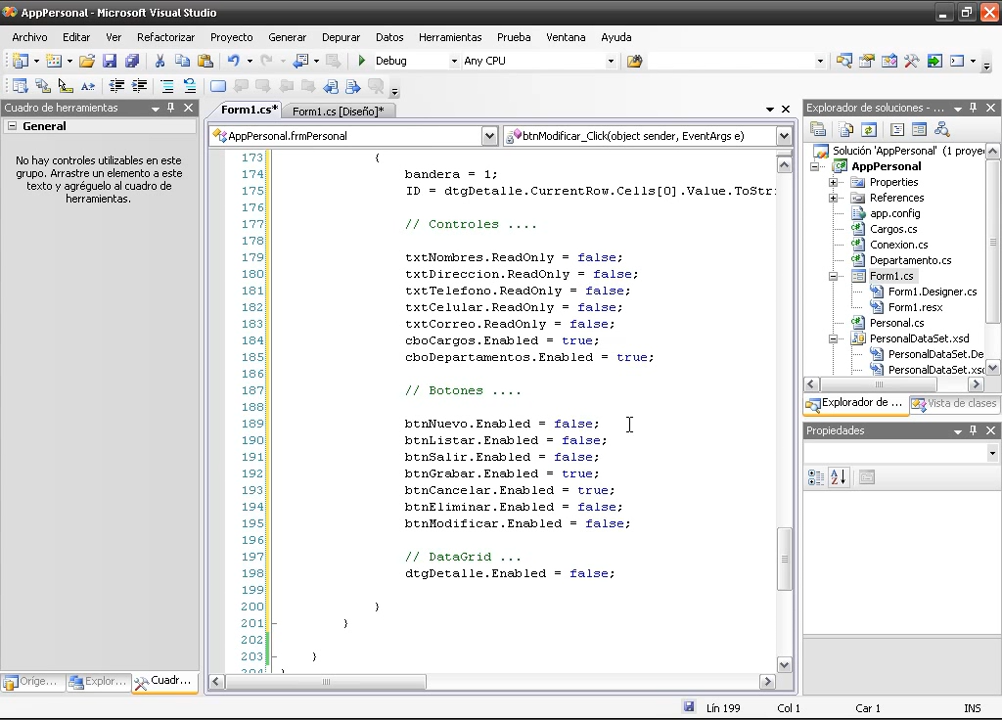 AppPersonal - Microsoft Visual Studio
Archivo Editar Ver Refactorizar Proyecto Generar Depurar Datos Herramientas Prueba Ventana Ayuda
Debug Any CPU
Cuadro de herramientas
General
No hay controles utilizables en este
grupo. Arrastre un elemento a este
texto y agréguelo al cuadro de
herramientas.
Oríge... Explor... Cuadr...
Form1.cs* Form1.cs [Diseño]*
AppPersonal.frmPersonal btnModificar_Click(object sender, EventArgs e)
173 {
174 bandera = 1;
175 ID = dtgDetalle.CurrentRow.Cells[0].Value.ToStri
176
177 // Controles ....
178
179 txtNombres.ReadOnly = false;
180 txtDireccion.ReadOnly = false;
181 txtTelefono.ReadOnly = false;
182 txtCelular.ReadOnly = false;
183 txtCorreo.ReadOnly = false;
184 cboCargos.Enabled = true;
185 cboDepartamentos.Enabled = true;
186
187 // Botones ....
188
189 btnNuevo.Enabled = false;
190 btnListar.Enabled = false;
191 btnSalir.Enabled = false;
192 btnGrabar.Enabled = true;
193 btnCancelar.Enabled = true;
194 btnEliminar.Enabled = false;
195 btnModificar.Enabled = false;
196
197 // DataGrid ...
198 dtgDetalle.Enabled = false;
199
200 }
201 }
202
203 }
204 }
Explorador de soluciones - ...
Solución 'AppPersonal' (1 proye
AppPersonal
Properties
References
app.config
Cargos.cs
Conexion.cs
Departamento.cs
Form1.cs
Form1.Designer.cs
Form1.resx
Personal.cs
PersonalDataSet.xsd
PersonalDataSet.De
PersonalDataSet.xsc
Explorador de ... Vista de clases
Propiedades
Lín 199 Col 1 Car 1 INS